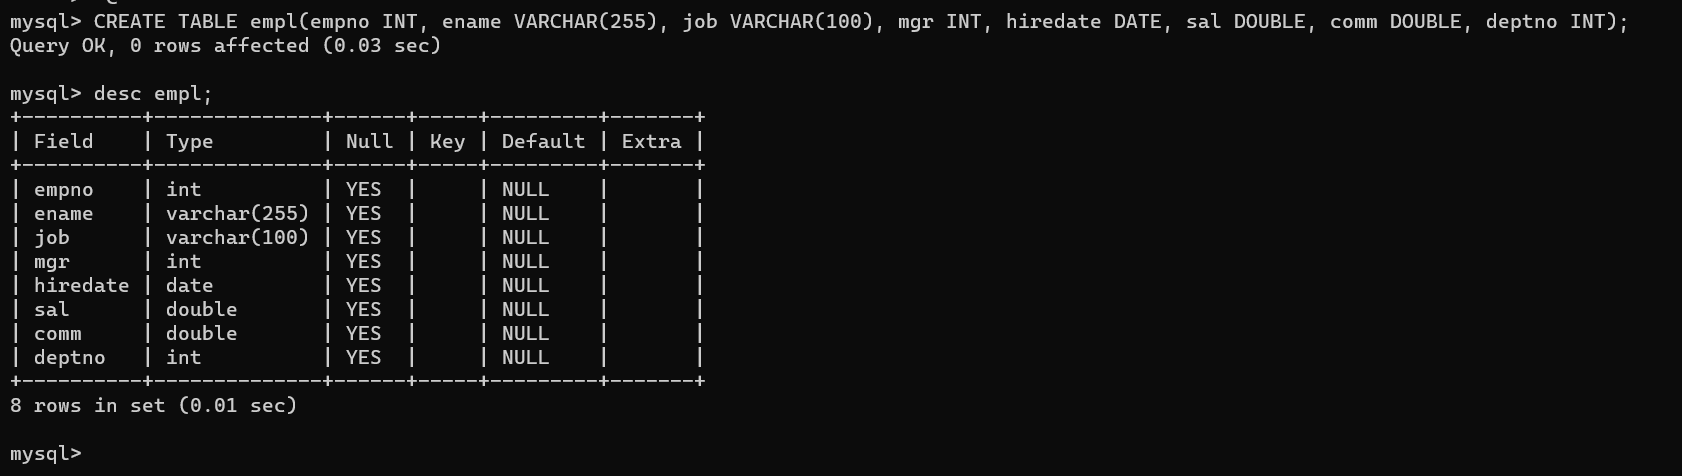 mysql> CREATE TABLE empl(empno INT, ename VARCHAR(255), job VARCHAR(100), mgr INT, hiredate DATE, sal DOUBLE, comm DOUBLE, deptno INT);
Query OK, 0 rows affected (0.03 sec)

mysql> desc empl;
+----------+--------------+------+-----+---------+-------+
| Field    | Type         | Null | Key | Default | Extra |
+----------+--------------+------+-----+---------+-------+
| empno    | int          | YES  |     | NULL    |       |
| ename    | varchar(255) | YES  |     | NULL    |       |
| job      | varchar(100) | YES  |     | NULL    |       |
| mgr      | int          | YES  |     | NULL    |       |
| hiredate | date         | YES  |     | NULL    |       |
| sal      | double       | YES  |     | NULL    |       |
| comm     | double       | YES  |     | NULL    |       |
| deptno   | int          | YES  |     | NULL    |       |
+----------+--------------+------+-----+---------+-------+
8 rows in set (0.01 sec)

mysql>